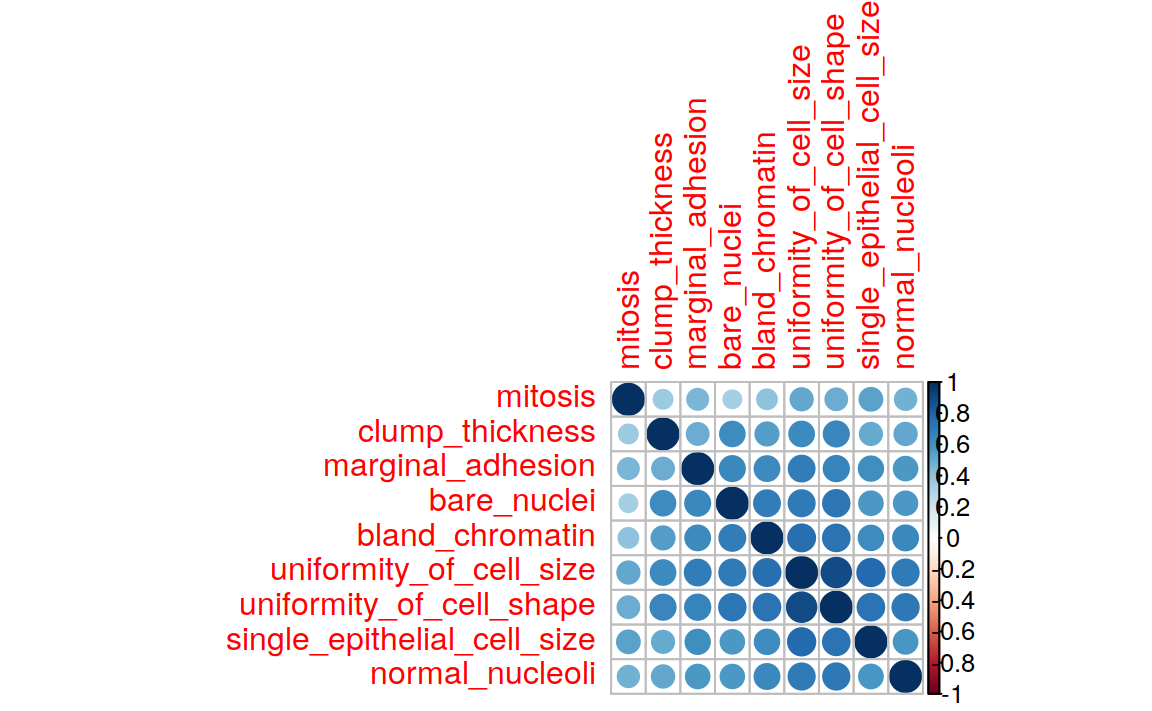 mitosis
clump_thickness
marginal_adhesion
bare_nuclei
bland_chromatin
uniformity_of_cell_size
uniformity_of_cell_shape
single_epithelial_cell_size
normal_nucleoli
mitosis
clump_thickness
marginal_adhesion
bare_nuclei
bland_chromatin
uniformity_of_cell_size
uniformity_of_cell_shape
single_epithelial_cell_size
normal_nucleoli
1
0.8
0.6
0.4
0.2
0
-0.2
-0.4
-0.6
-0.8
-1